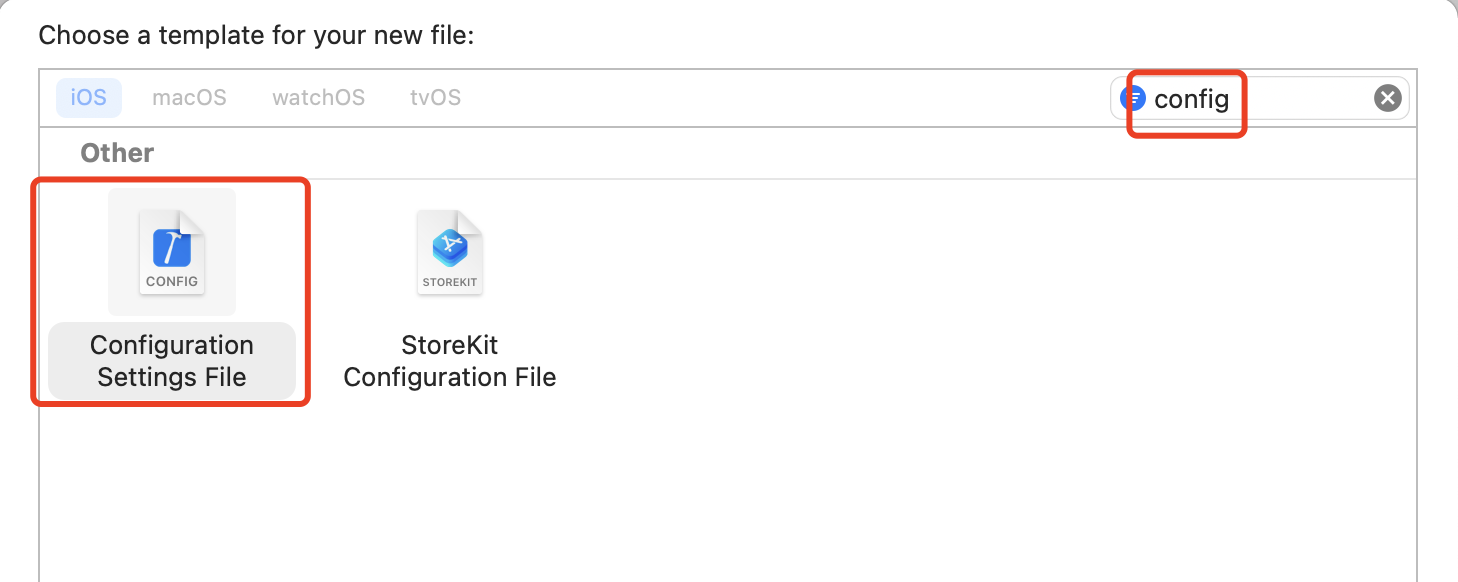 Choose a template for your new file:
iOS macOS watchOS tvOS config
Other
CONFIG STOREKIT
Configuration
Settings File
StoreKit
Configuration File